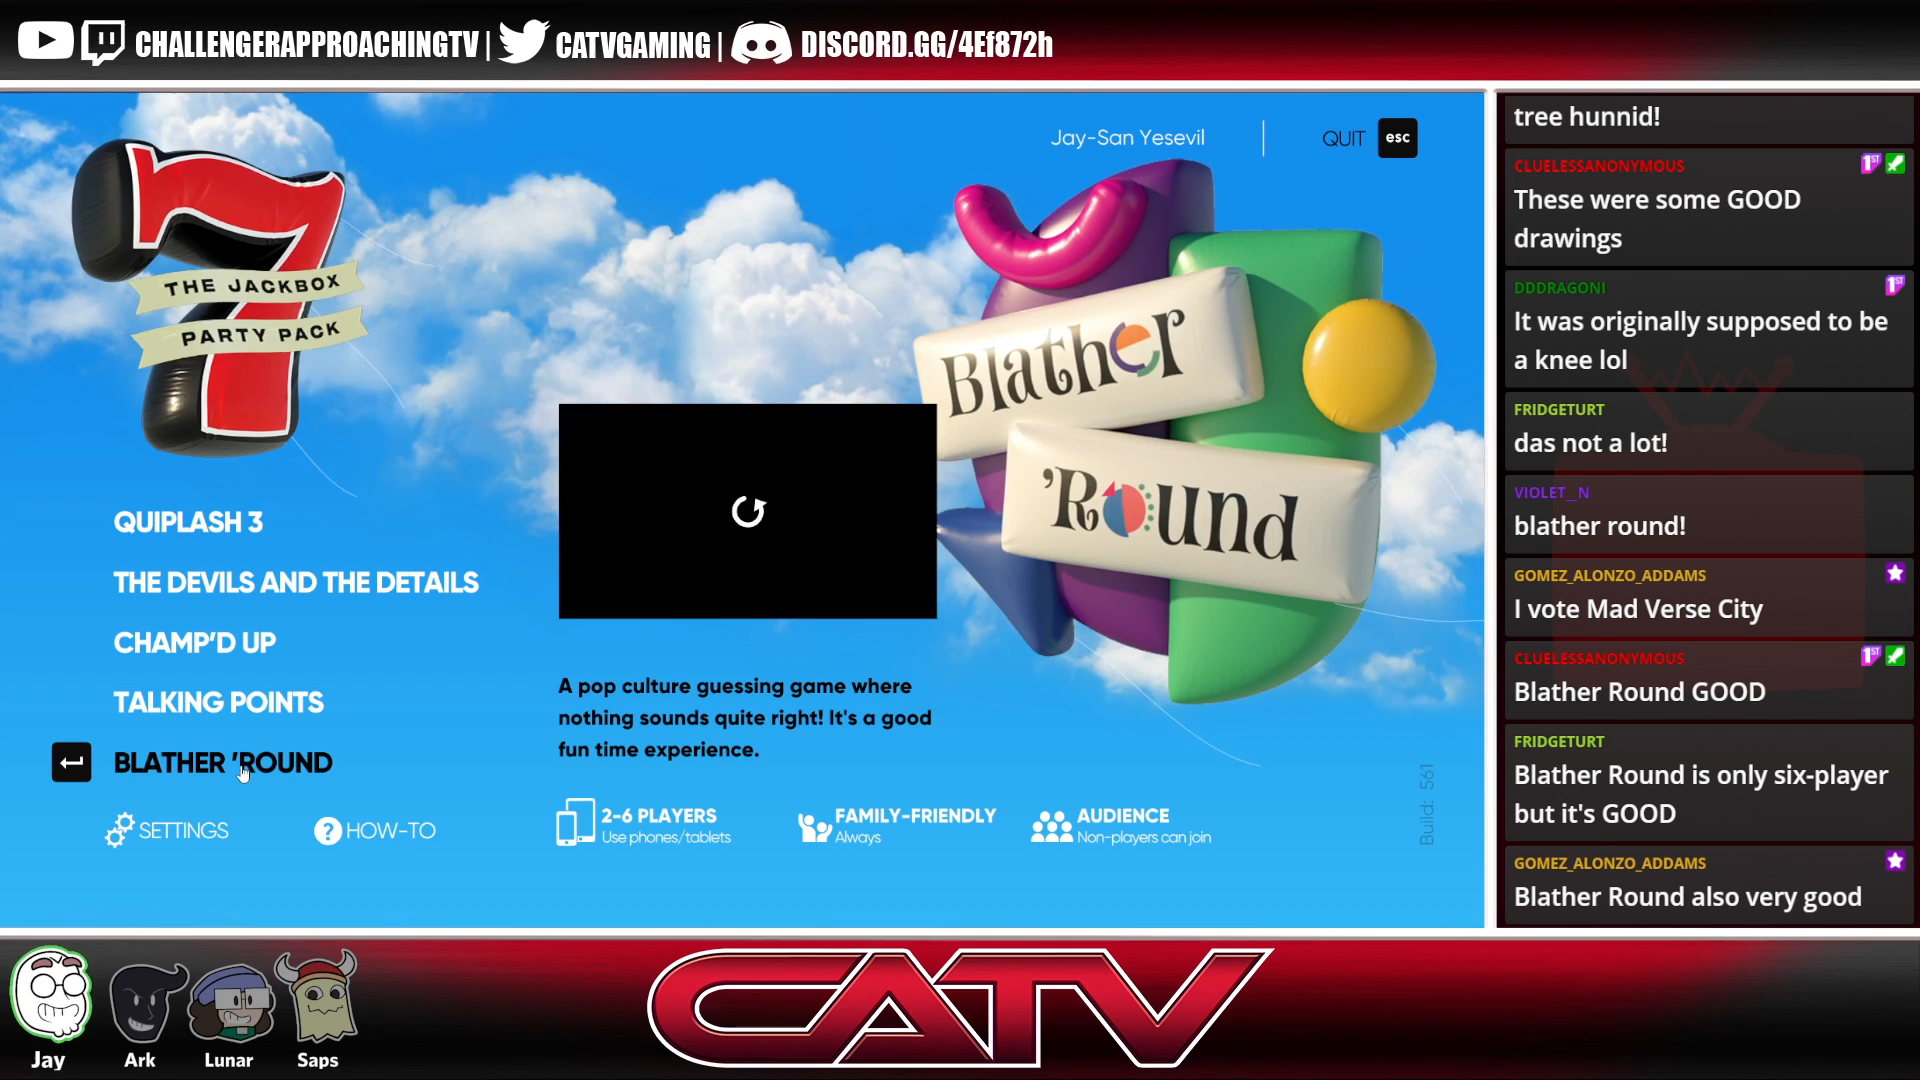 CHALLENGERAPPROACHINGTV | CATVGAMING | DISCORD.GG/4Ef872h
Jay-San Yesevil
QUIT esc
7
THE JACKBOX
PARTY PACK
Blather
'Round
QUIPLASH 3
THE DEVILS AND THE DETAILS
CHAMP'D UP
TALKING POINTS
BLATHER 'ROUND
SETTINGS
? HOW-TO
A pop culture guessing game where
nothing sounds quite right! It's a good
fun time experience.
2-6 PLAYERS
Use phones/tablets
FAMILY-FRIENDLY
Always
AUDIENCE
Non-players can join
Build: 561
tree hunnid!
CLUELESSANONYMOUS 1ST
These were some GOOD
drawings
DDDRAGONI 1ST
It was originally supposed to be
a knee lol
FRIDGETURT
das not a lot!
VIOLET__N
blather round!
GOMEZ_ALONZO_ADDAMS
I vote Mad Verse City
CLUELESSANONYMOUS 1ST
Blather Round GOOD
FRIDGETURT
Blather Round is only six-player
but it's GOOD
GOMEZ_ALONZO_ADDAMS
Blather Round also very good
Jay
Ark
Lunar
Saps
CATV